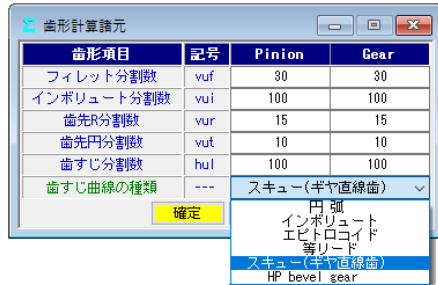 Σ 歯形計算諸元
歯形項目 記号 Pinion Gear
フィレット分割数 vuf 30 30
インボリュート分割数 vui 100 100
歯先R分割数 vur 15 15
歯先円分割数 vut 10 10
歯すじ分割数 hul 100 100
歯すじ曲線の種類 --- スキュー(ギヤ直線歯)
確定
円 弧
インボリュート
エピトロコイド
等リード
スキュー(ギヤ直線歯)
HP bevel gear